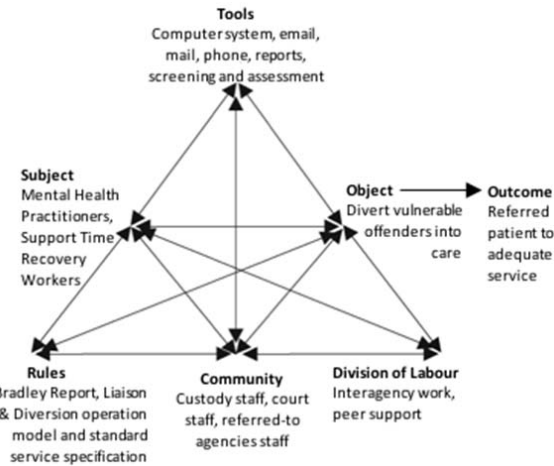 Tools
Computer system, email,
mail, phone, reports,
screening and assessment
Subject
Mental Health
Practitioners,
Support Time
Recovery
Workers
Object
Divert vulnerable
offenders into
care
Outcome
Referred
patient to
adequate
service
Rules
Bradley Report, Liaison
& Diversion operation
model and standard
service specification
Community
Custody staff, court
staff, referred-to
agencies staff
Division of Labour
Interagency work,
peer support